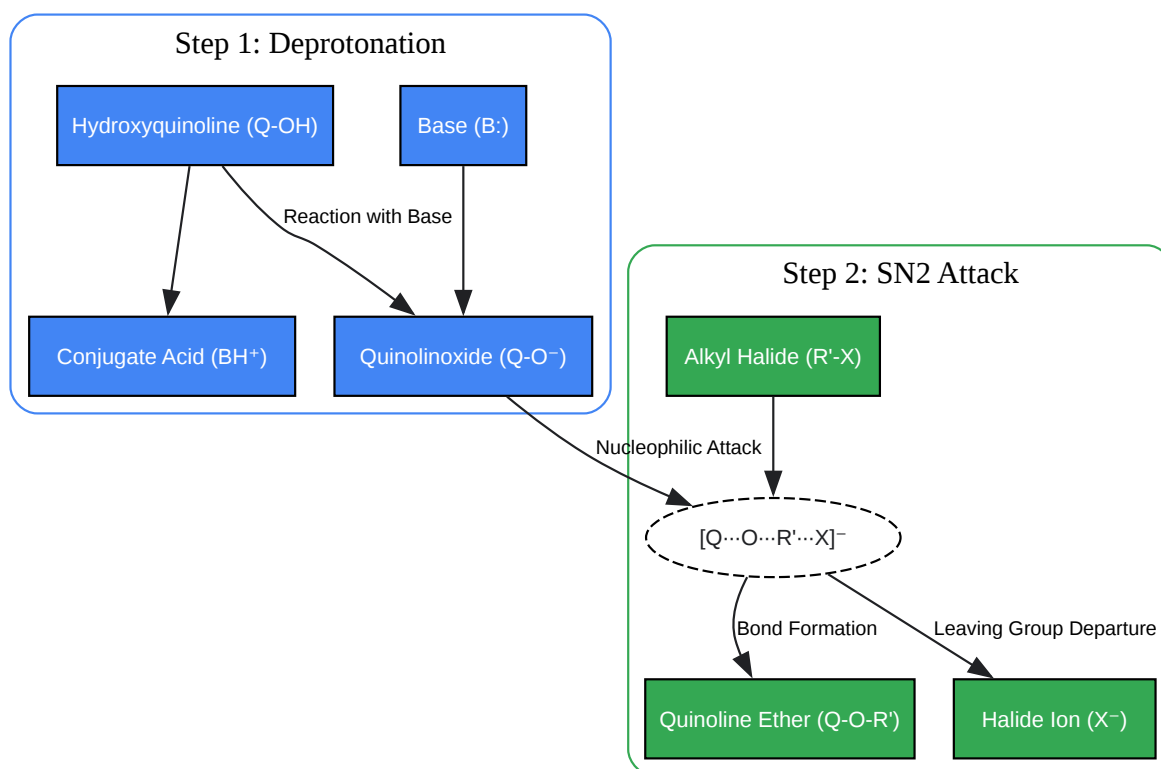 Step 1: Deprotonation
Hydroxyquinoline (Q-OH)
Base (B:)
Reaction with Base
Conjugate Acid (BH⁺)
Quinolinoxide (Q-O⁻)
Step 2: SN2 Attack
Alkyl Halide (R'-X)
Nucleophilic Attack
[Q···O···R'···X]⁻
Bond Formation
Leaving Group Departure
Quinoline Ether (Q-O-R')
Halide Ion (X⁻)